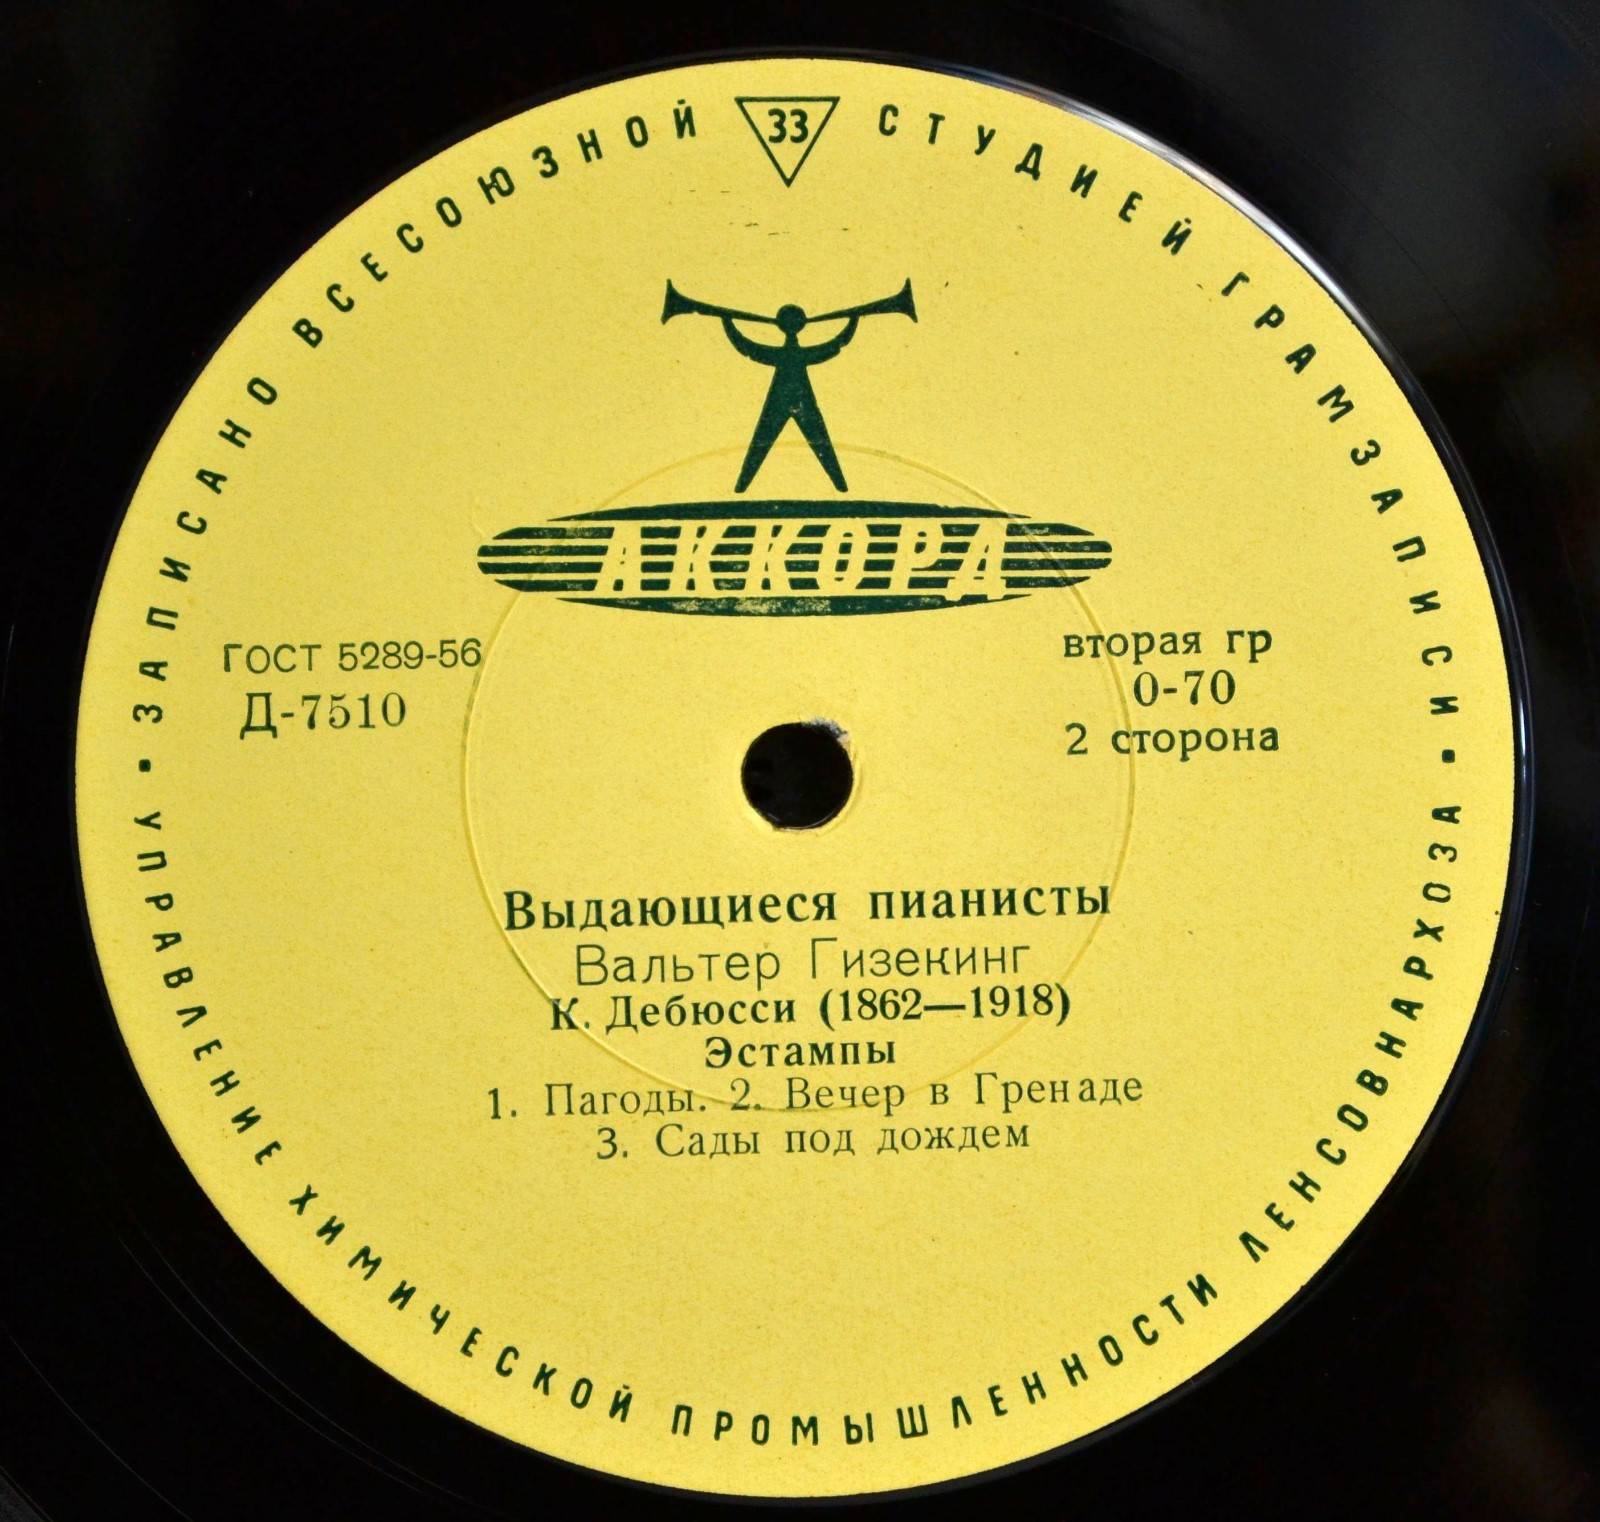 ЗАПИСАНО ВСЕСОЮЗНОЙ 33 СТУДИЕЙ ГРАМЗАПИСИ
АККОРД
ГОСТ 5289-56
Д-7510
вторая гр
0-70
2 сторона
Выдающиеся пианисты
Вальтер Гизекинг
К. Дебюсси (1862—1918)
Эстампы
1. Пагоды. 2. Вечер в Гренаде
3. Сады под дождем
УПРАВЛЕНИЕ ХИМИЧЕСКОЙ ПРОМЫШЛЕННОСТИ ЛЕНСОВНАРХОЗА